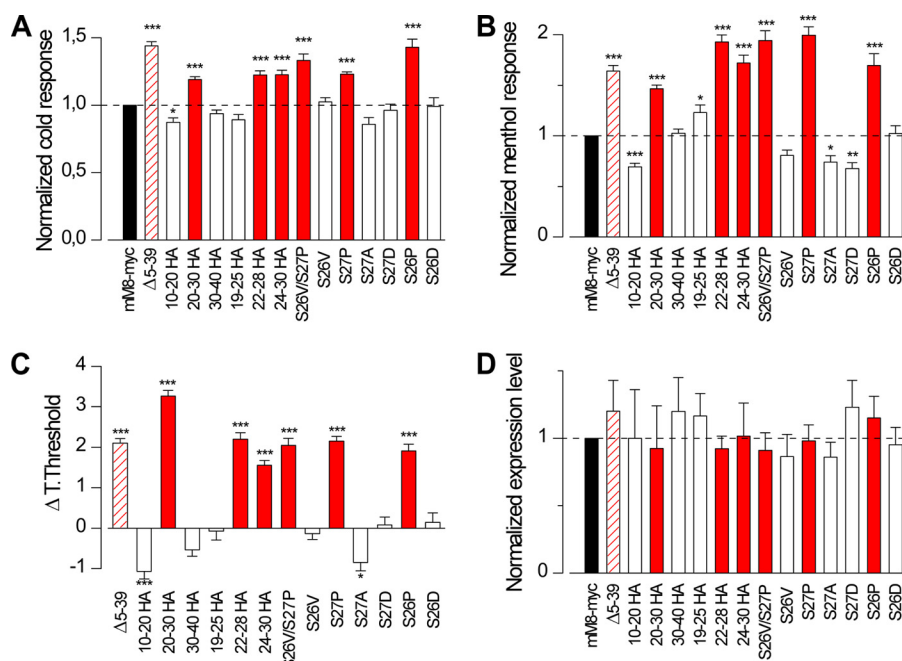 A
Normalized cold response
1,5
1,0
0,5
0,0
***
*
***
***
***
***
***
***
mM8-myc
Δ5-39
10-20 HA
20-30 HA
30-40 HA
19-25 HA
22-28 HA
24-30 HA
S26V/S27P
S26V
S27P
S27A
S27D
S26P
S26D
B
Normalized menthol response
2
1
0
***
***
***
*
***
***
***
***
*
**
***
mM8-myc
Δ5-39
10-20 HA
20-30 HA
30-40 HA
19-25 HA
22-28 HA
24-30 HA
S26V/S27P
S26V
S27P
S27A
S27D
S26P
S26D
C
Δ T.Threshold
4
3
2
1
0
-1
***
***
***
***
***
***
***
*
***
Δ5-39
10-20 HA
20-30 HA
30-40 HA
19-25 HA
22-28 HA
24-30 HA
S26V/S27P
S26V
S27P
S27A
S27D
S26P
S26D
D
Normalized expression level
2
1
0
mM8-myc
Δ5-39
10-20 HA
20-30 HA
30-40 HA
19-25 HA
22-28 HA
24-30 HA
S26V/S27P
S26V
S27P
S27A
S27D
S26P
S26D